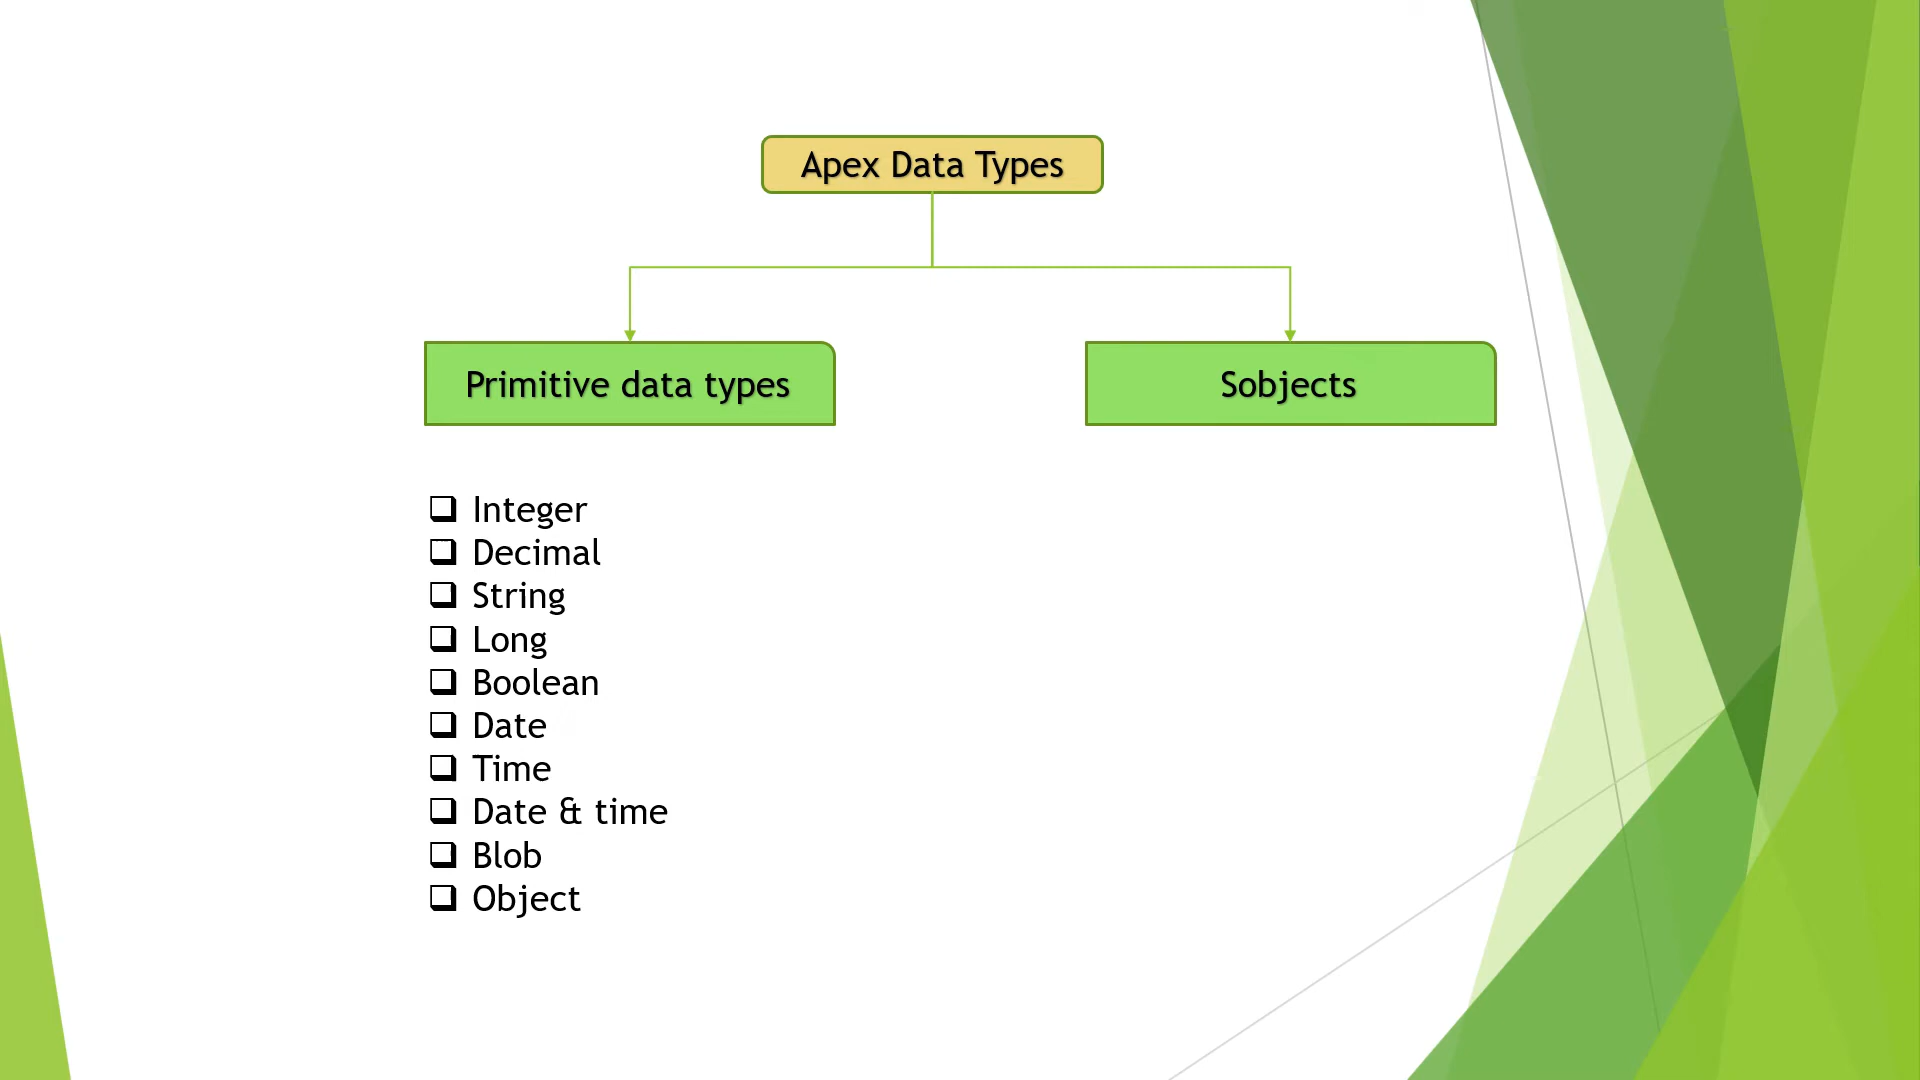 Apex Data Types
Primitive data types
Sobjects
Integer
Decimal
String
Long
Boolean
Date
Time
Date & time
Blob
Object